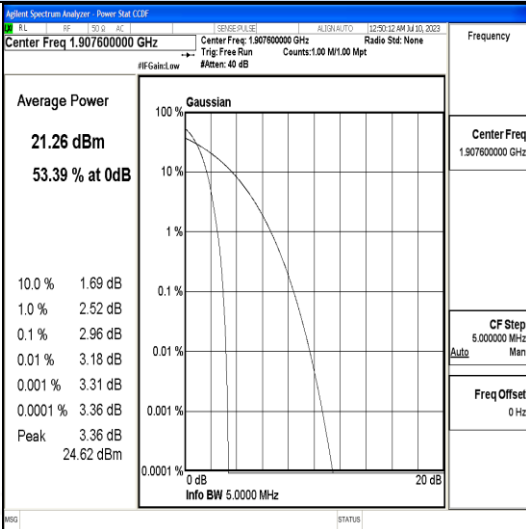 Agilent Spectrum Analyzer - Power Stat CCDF
RL RF 50 Ω AC SENSE:PULSE ALIGN AUTO 12:50:12 AM Jul 10, 2023
Center Freq 1.907600000 GHz
Center Freq: 1.907600000 GHz Radio Std: None
Trig: Free Run Counts:1.00 M/1.00 Mpt
#IFGain:Low #Atten: 40 dB
Frequency
Average Power
21.26 dBm
53.39 % at 0dB
10.0 % 1.69 dB
1.0 % 2.52 dB
0.1 % 2.96 dB
0.01 % 3.18 dB
0.001 % 3.31 dB
0.0001 % 3.36 dB
Peak 3.36 dB
24.62 dBm
Gaussian
100 %
10 %
1 %
0.1 %
0.01 %
0.001 %
0.0001 %
0 dB 20 dB
Info BW 5.0000 MHz
Center Freq
1.907600000 GHz
CF Step
5.000000 MHz
Auto Man
Freq Offset
0 Hz
MSG STATUS